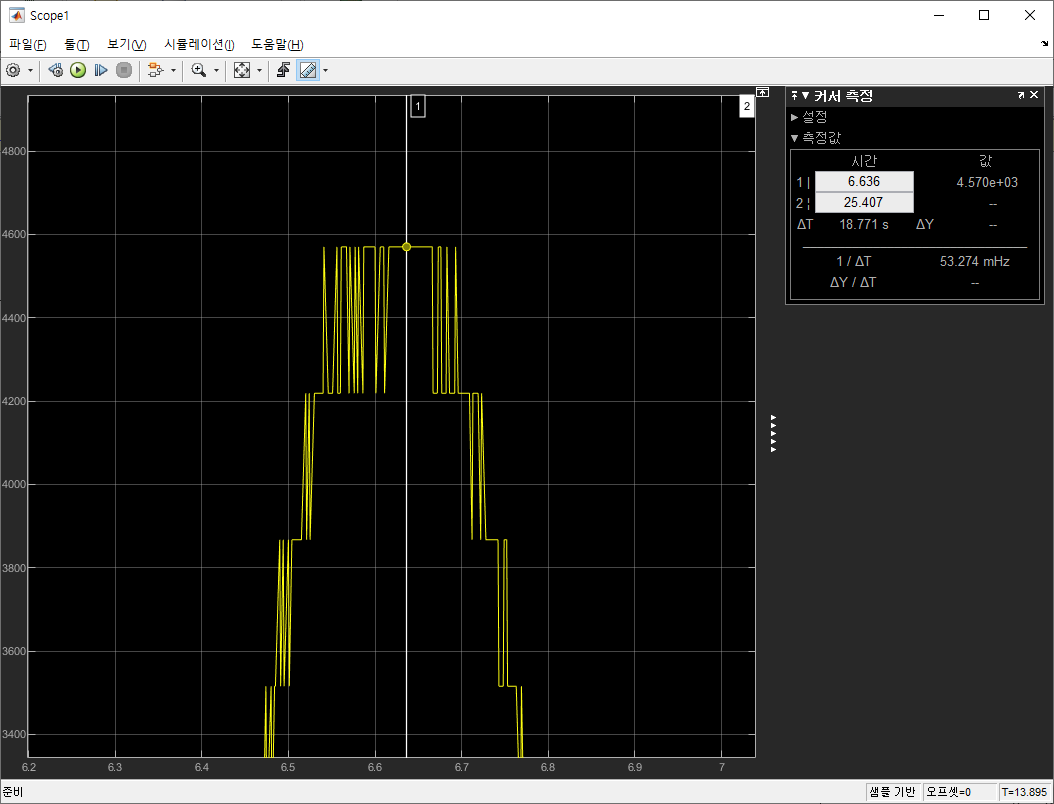 Scope1
파일(F) 툴(T) 보기(V) 시뮬레이션(I) 도움말(H)
1
2
4800
4600
4400
4200
4000
3800
3600
3400
6.2 6.3 6.4 6.5 6.6 6.7 6.8 6.9 7
커서 측정
설정
측정값
시간 값
1 | 6.636 4.570e+03
2 ¦ 25.407 --
ΔT 18.771 s ΔY --
1 / ΔT 53.274 mHz
ΔY / ΔT --
준비 샘플 기반 오프셋=0 T=13.895